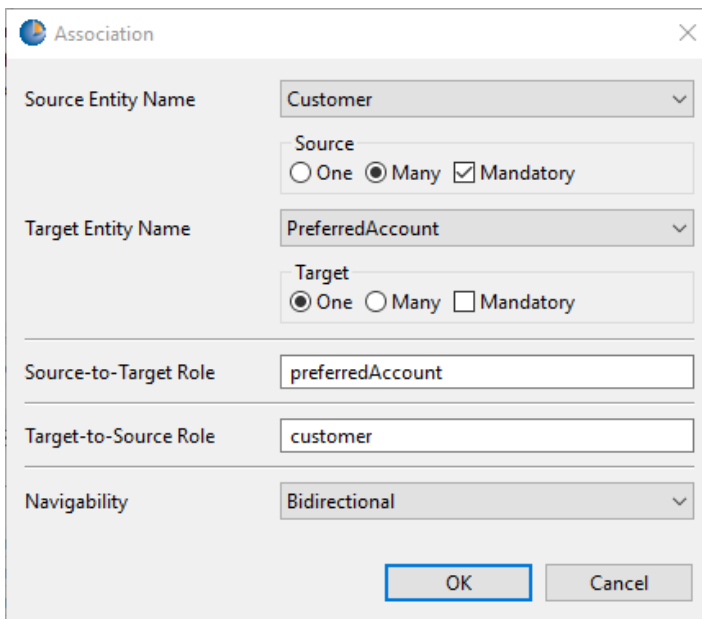 Association
Source Entity Name Customer
Source
One Many Mandatory
Target Entity Name PreferredAccount
Target
One Many Mandatory
Source-to-Target Role preferredAccount
Target-to-Source Role customer
Navigability Bidirectional
OK Cancel